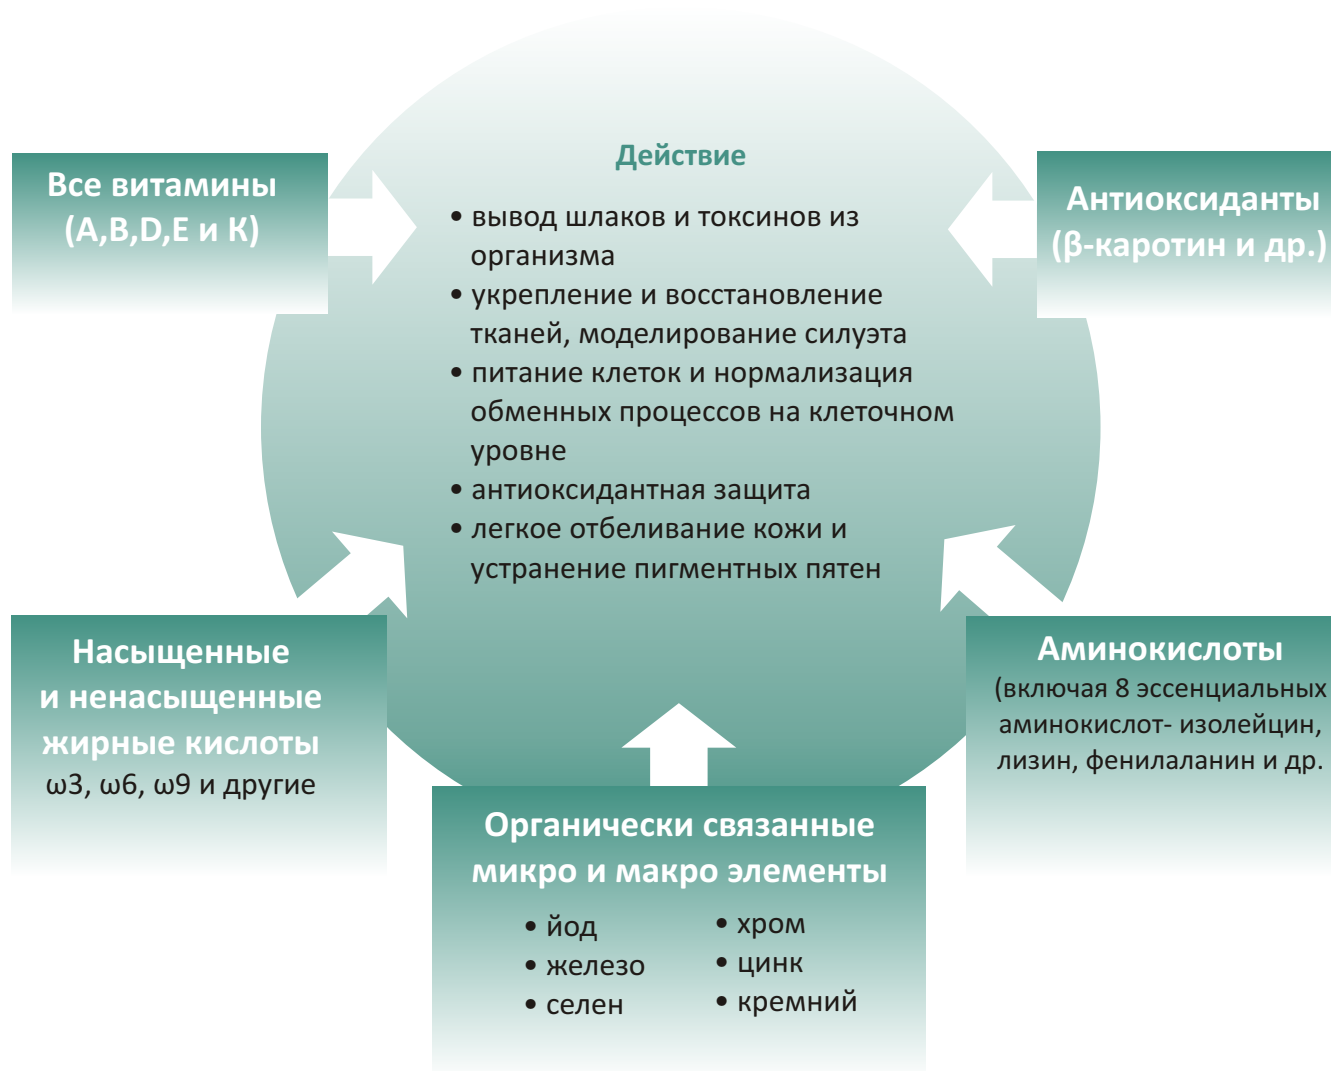 Действие
Все витамины
(A,B,D,E и К)
Антиоксиданты
(β-каротин и др.)
• вывод шлаков и токсинов из
организма
• укрепление и восстановление
тканей, моделирование силуэта
• питание клеток и нормализация
обменных процессов на клеточном
уровне
• антиоксидантная защита
• легкое отбеливание кожи и
устранение пигментных пятен
Насыщенные
и ненасыщенные
жирные кислоты
ω3, ω6, ω9 и другие
Аминокислоты
(включая 8 эссенциальных
аминокислот- изолейцин,
лизин, фенилаланин и др.
Органически связанные
микро и макро элементы
• йод
• железо
• селен
• хром
• цинк
• кремний